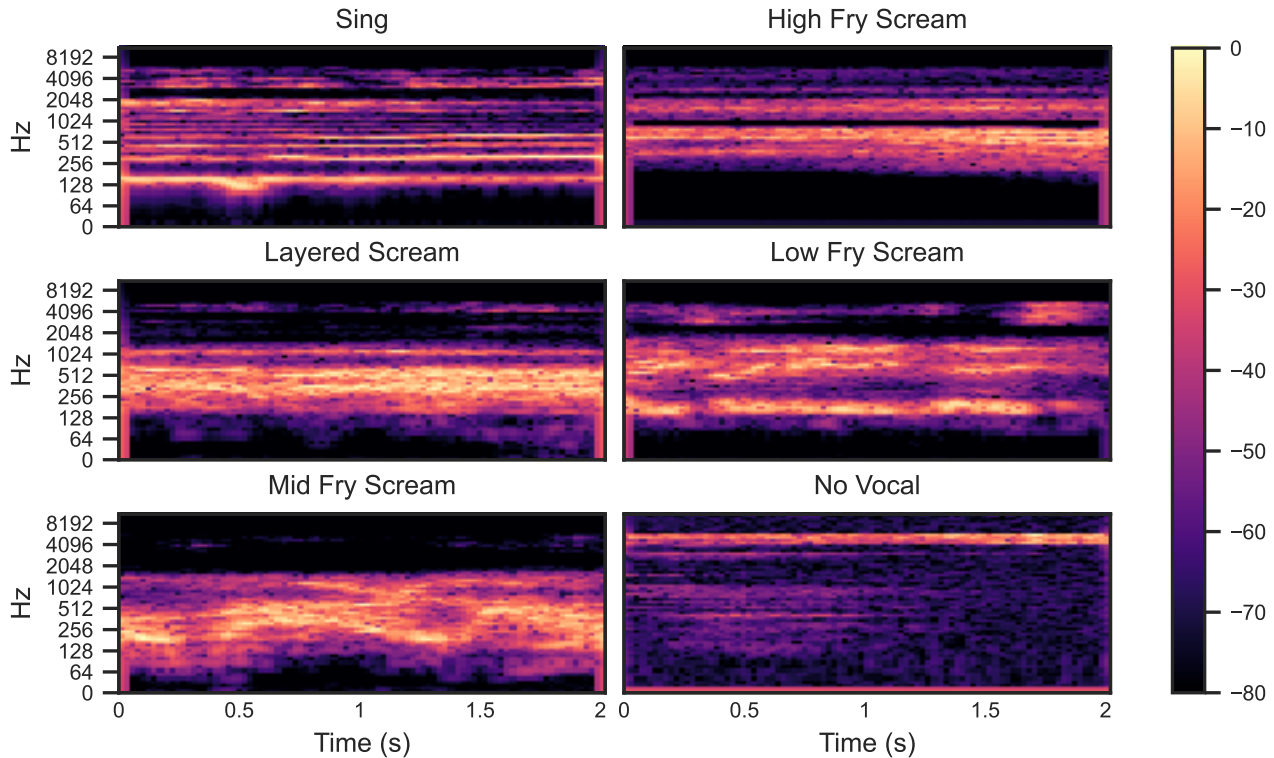 Sing
High Fry Scream
Hz
8192
4096
2048
1024
512
256
128
64
0
Layered Scream
Low Fry Scream
Hz
8192
4096
2048
1024
512
256
128
64
0
Mid Fry Scream
No Vocal
Hz
8192
4096
2048
1024
512
256
128
64
0
0 0.5 1 1.5 2
0 0.5 1 1.5 2
Time (s)
Time (s)
0
−10
−20
−30
−40
−50
−60
−70
−80